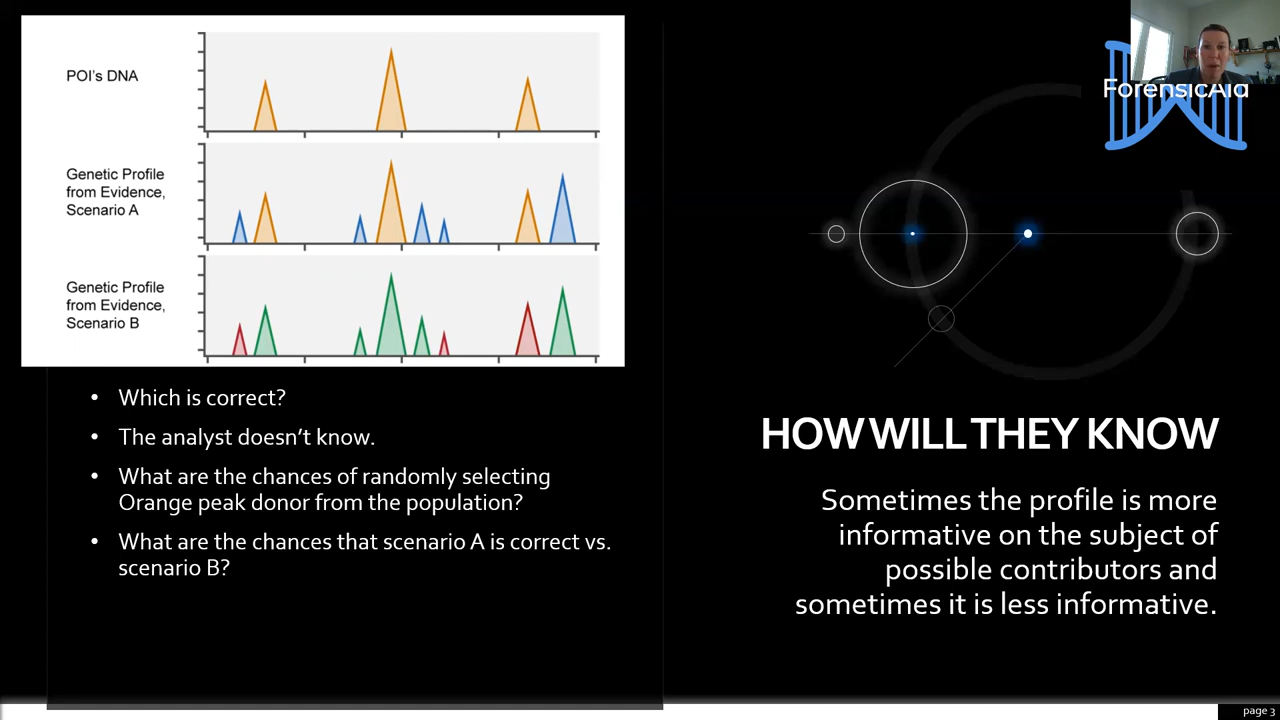 POI's DNA
Genetic Profile
from Evidence,
Scenario A
Genetic Profile
from Evidence,
Scenario B
• Which is correct?
• The analyst doesn't know.
• What are the chances of randomly selecting
Orange peak donor from the population?
• What are the chances that scenario A is correct vs.
scenario B?
ForensicAid
HOW WILL THEY KNOW
Sometimes the profile is more
informative on the subject of
possible contributors and
sometimes it is less informative.
page 3